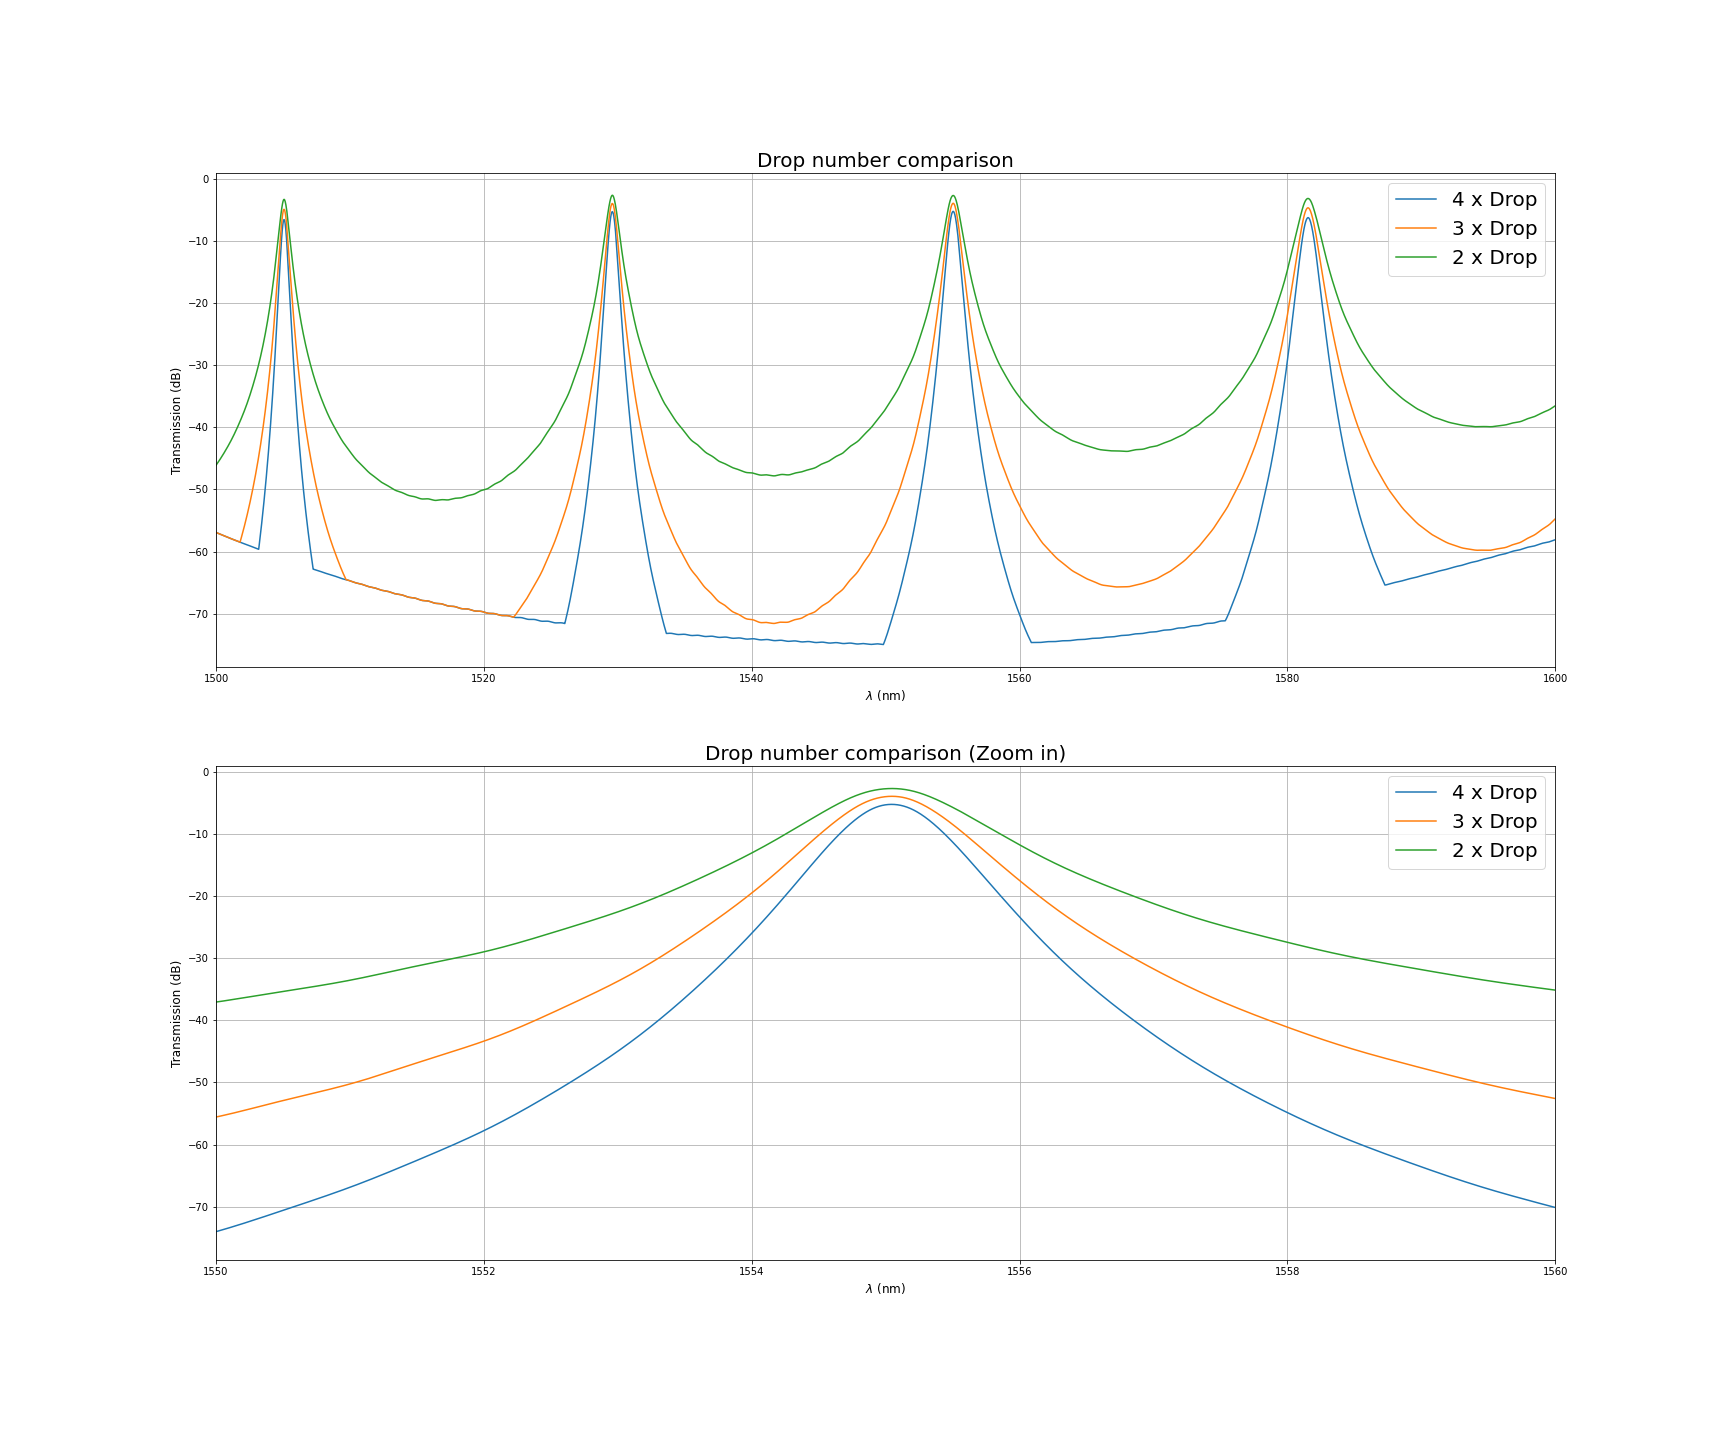 Drop number comparison
0
−10
−20
−30
−40
−50
−60
−70
Transmission (dB)
4 x Drop
3 x Drop
2 x Drop
1500 1520 1540 1560 1580 1600
λ (nm)
Drop number comparison (Zoom in)
0
−10
−20
−30
−40
−50
−60
−70
Transmission (dB)
4 x Drop
3 x Drop
2 x Drop
1550 1552 1554 1556 1558 1560
λ (nm)